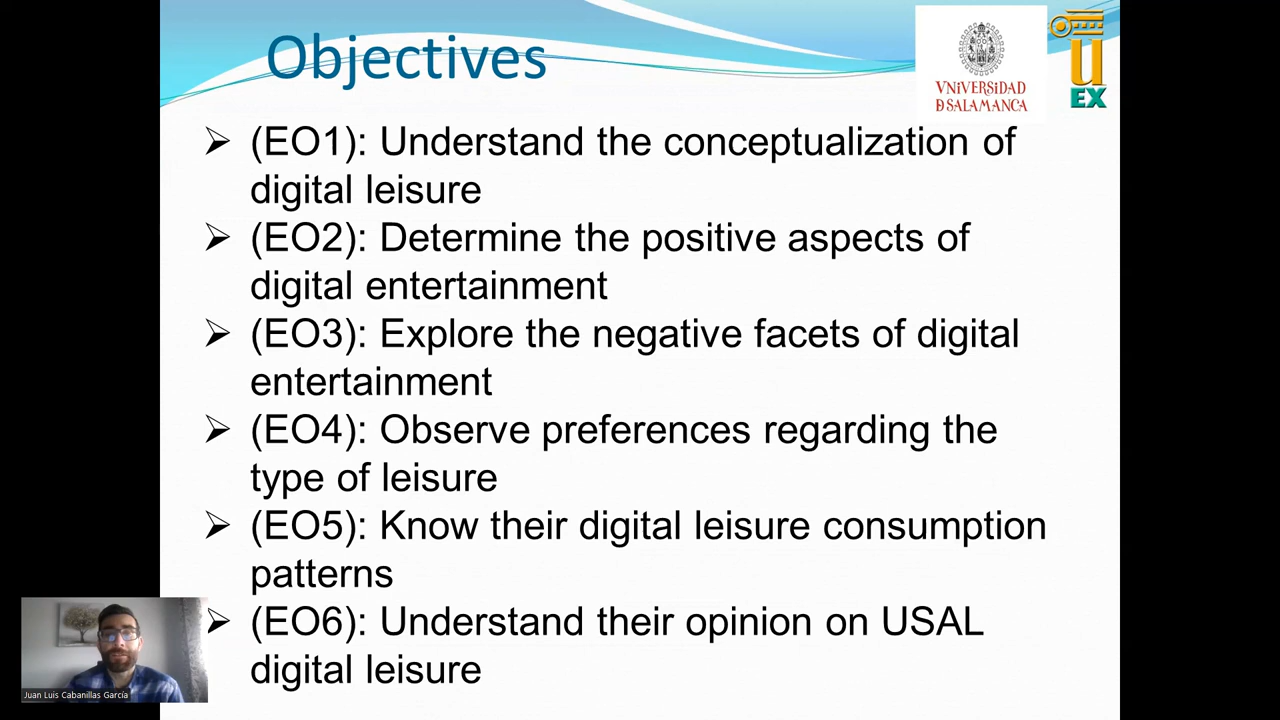 Objectives
VNiVERSiDAD
D SALAMANCA
u
EX
➢ (EO1): Understand the conceptualization of
digital leisure
➢ (EO2): Determine the positive aspects of
digital entertainment
➢ (EO3): Explore the negative facets of digital
entertainment
➢ (EO4): Observe preferences regarding the
type of leisure
➢ (EO5): Know their digital leisure consumption
patterns
➢ (EO6): Understand their opinion on USAL
digital leisure
Juan Luis Cabanillas García